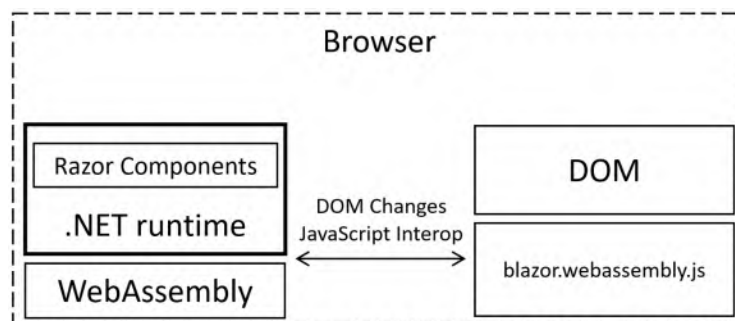 Browser
Razor Components
.NET runtime
WebAssembly
DOM Changes
JavaScript Interop
DOM
blazor.webassembly.js